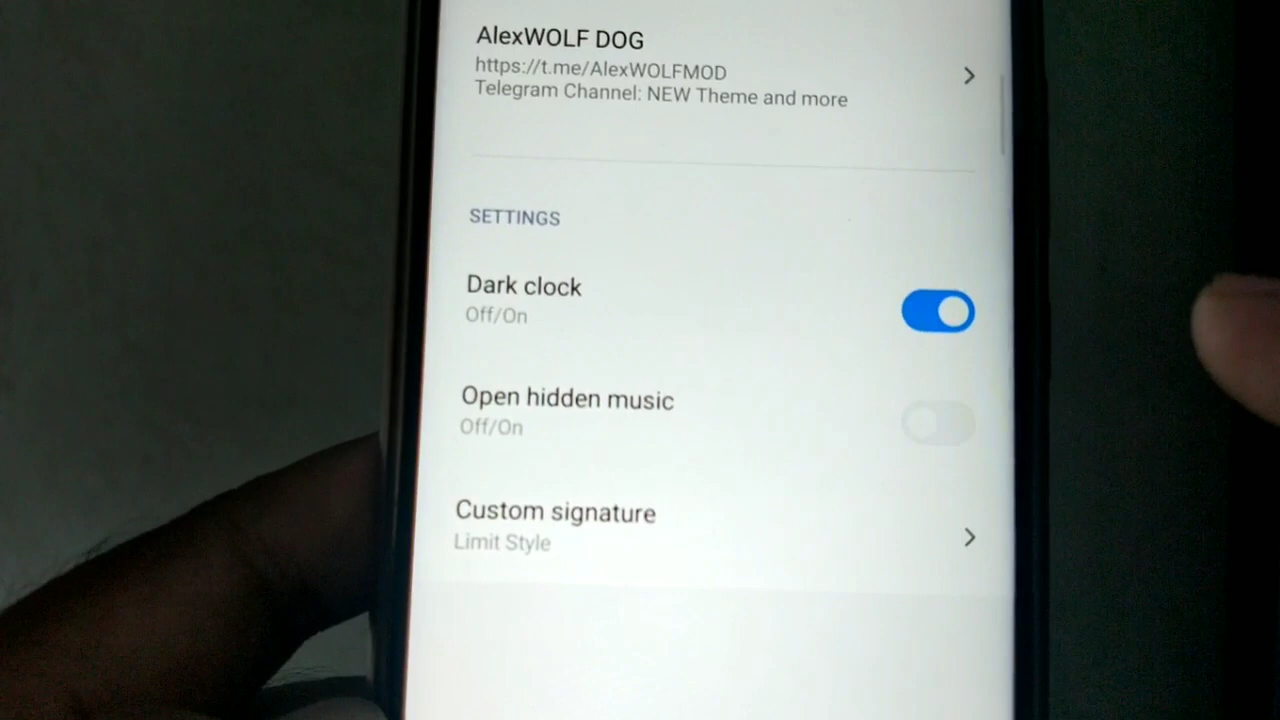 AlexWOLF DOG
https://t.me/AlexWOLFMOD
Telegram Channel: NEW Theme and more
SETTINGS
Dark clock
Off/On
Open hidden music
Off/On
Custom signature
Limit Style